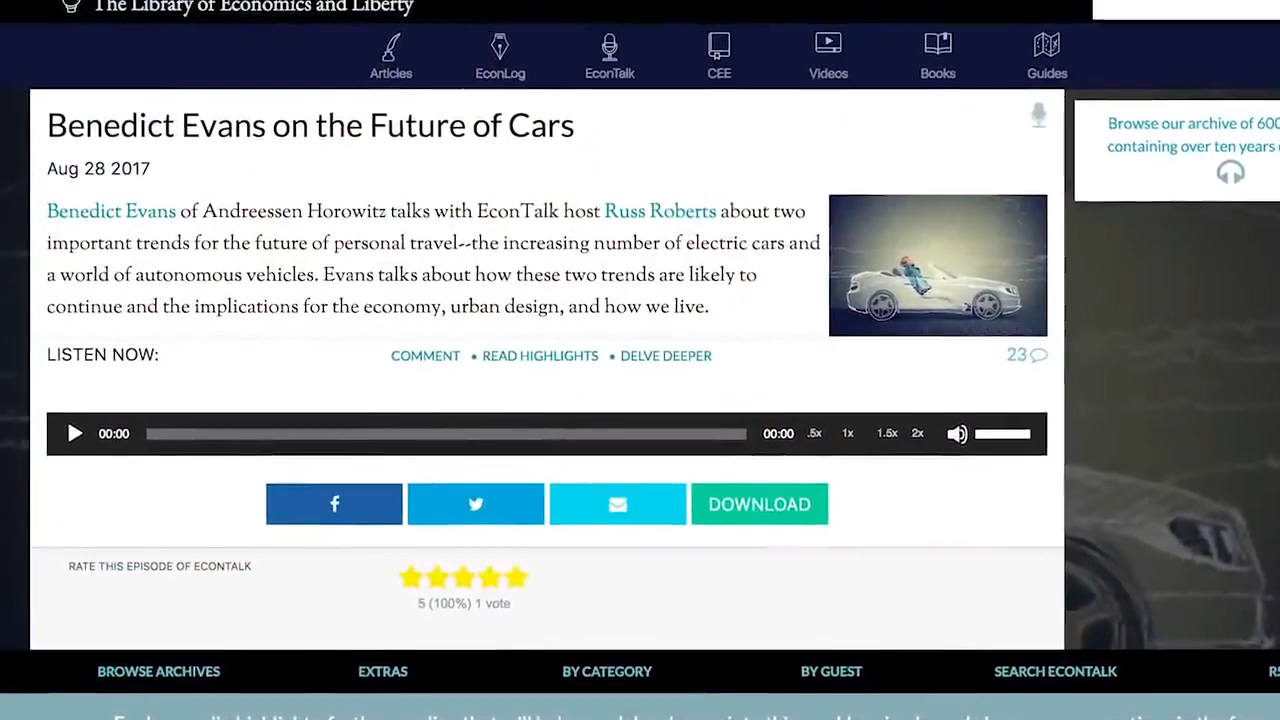 The Library of Economics and Liberty
Articles
EconLog
EconTalk
CEE
Videos
Books
Guides
Benedict Evans on the Future of Cars
Aug 28 2017
Benedict Evans of Andreessen Horowitz talks with EconTalk host Russ Roberts about two
important trends for the future of personal travel--the increasing number of electric cars and
a world of autonomous vehicles. Evans talks about how these two trends are likely to
continue and the implications for the economy, urban design, and how we live.
Browse our archive of 600
containing over ten years
LISTEN NOW:
COMMENT • READ HIGHLIGHTS • DELVE DEEPER
23
00:00
00:00
.5x 1x 1.5x 2x
DOWNLOAD
RATE THIS EPISODE OF ECONTALK
5 (100%) 1 vote
BROWSE ARCHIVES
EXTRAS
BY CATEGORY
BY GUEST
SEARCH ECONTALK